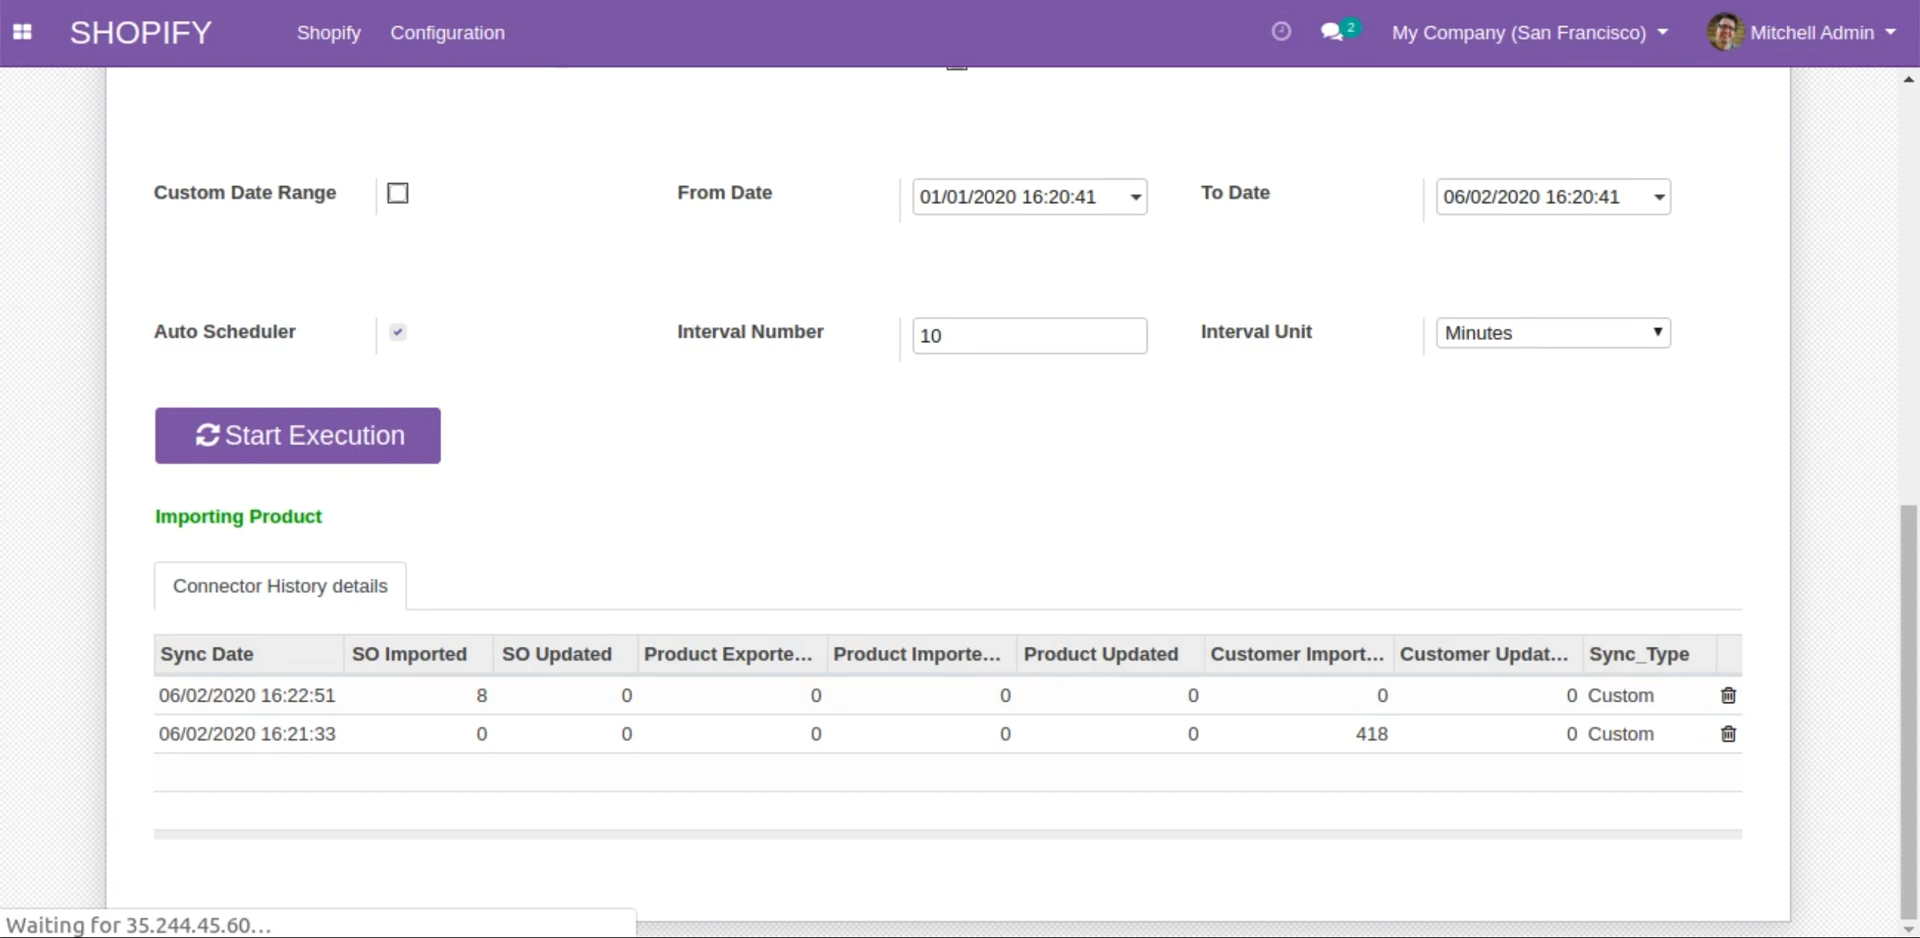 SHOPIFY Shopify Configuration 2 My Company (San Francisco) Mitchell Admin
Custom Date Range From Date 01/01/2020 16:20:41 To Date 06/02/2020 16:20:41
Auto Scheduler Interval Number 10 Interval Unit Minutes
Start Execution
Importing Product
Connector History details
Sync Date SO Imported SO Updated Product Exporte... Product Importe... Product Updated Customer Import... Customer Updat... Sync_Type
06/02/2020 16:22:51 8 0 0 0 0 0 0 Custom
06/02/2020 16:21:33 0 0 0 0 0 418 0 Custom
Waiting for 35.244.45.60...